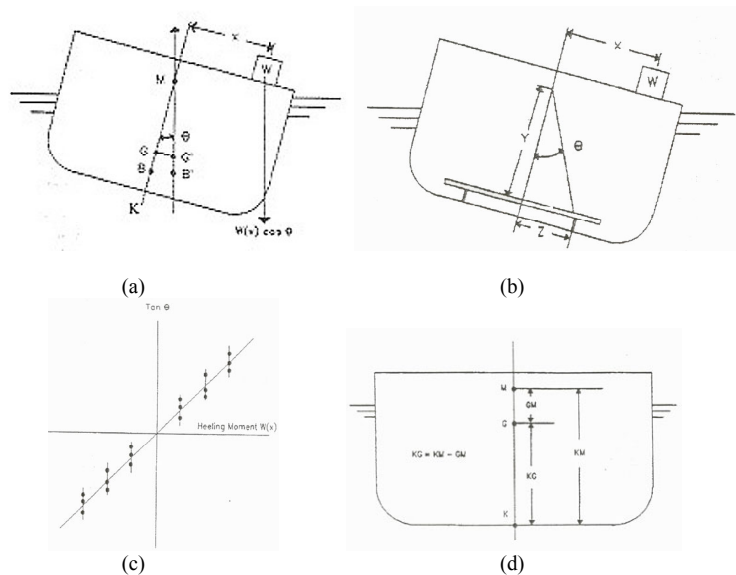 x
W
M
θ
G
G'
B
B'
K
W(x) cos θ
(a)
x
W
Y
θ
Z
(b)
Tan θ
Heeling Moment W(x)
(c)
M
GM
G
KG = KM - GM
KM
KG
K
(d)